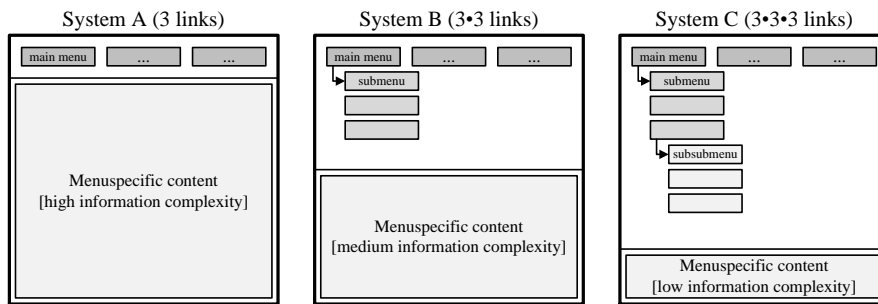 System A (3 links)
main menu ... ...
Menuspecific content
[high information complexity]
System B (3•3 links)
main menu ... ...
submenu
Menuspecific content
[medium information complexity]
System C (3•3•3 links)
main menu ... ...
submenu
subsubmenu
Menuspecific content
[low information complexity]